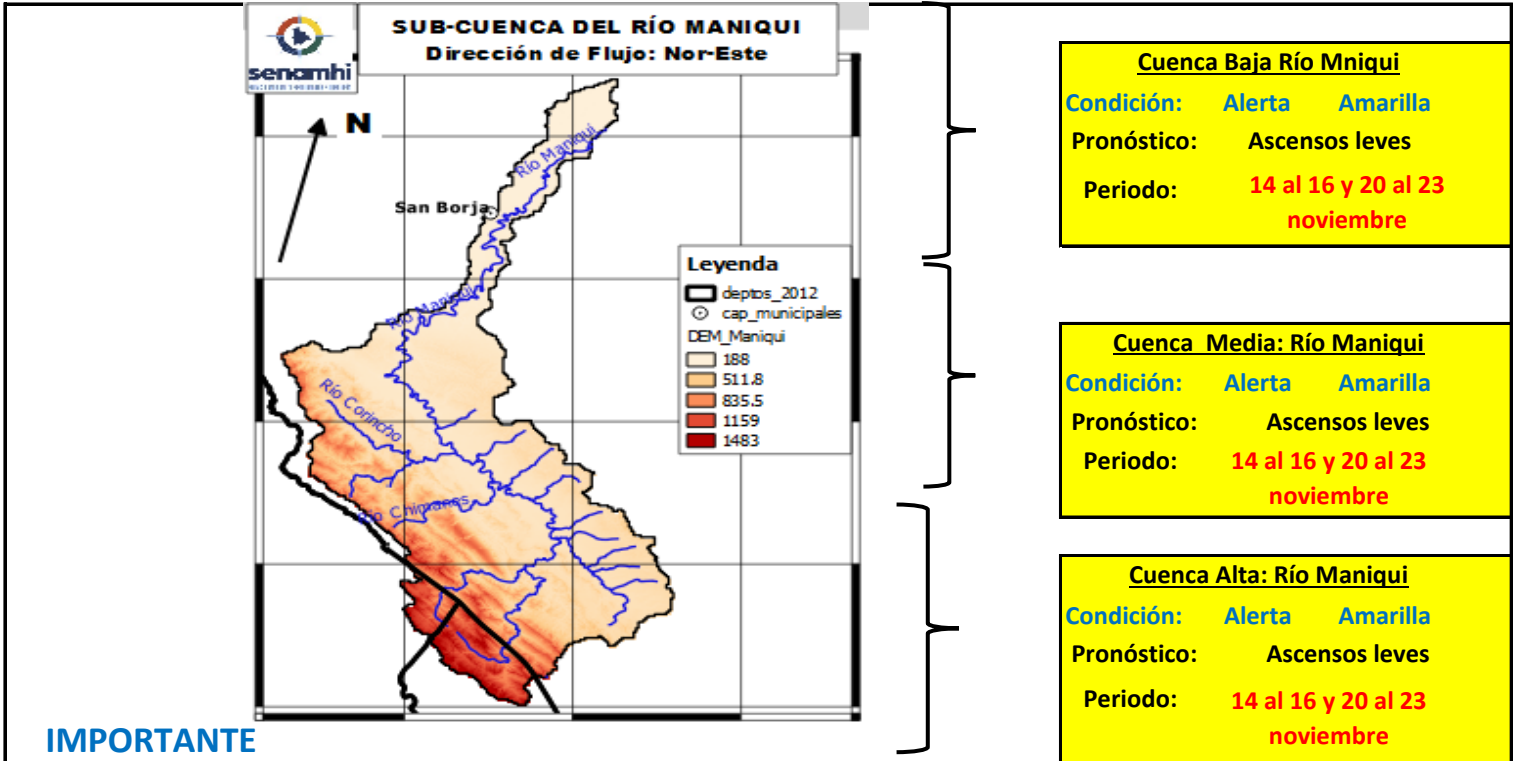 SUB-CUENCA DEL RÍO MANIQUI
Dirección de Flujo: Nor-Este
senamhi
N
Río Maniqui
San Borja
Río Maniqui
Río Corincho
Río Chimanes
Leyenda
deptos_2012
cap_municipales
DEM_Maniqui
188
511.8
835.5
1159
1483
Cuenca Baja Río Mniqui
Condición: Alerta Amarilla
Pronóstico: Ascensos leves
Periodo: 14 al 16 y 20 al 23
noviembre
Cuenca Media: Río Maniqui
Condición: Alerta Amarilla
Pronóstico: Ascensos leves
Periodo: 14 al 16 y 20 al 23
noviembre
Cuenca Alta: Río Maniqui
Condición: Alerta Amarilla
Pronóstico: Ascensos leves
Periodo: 14 al 16 y 20 al 23
noviembre
IMPORTANTE